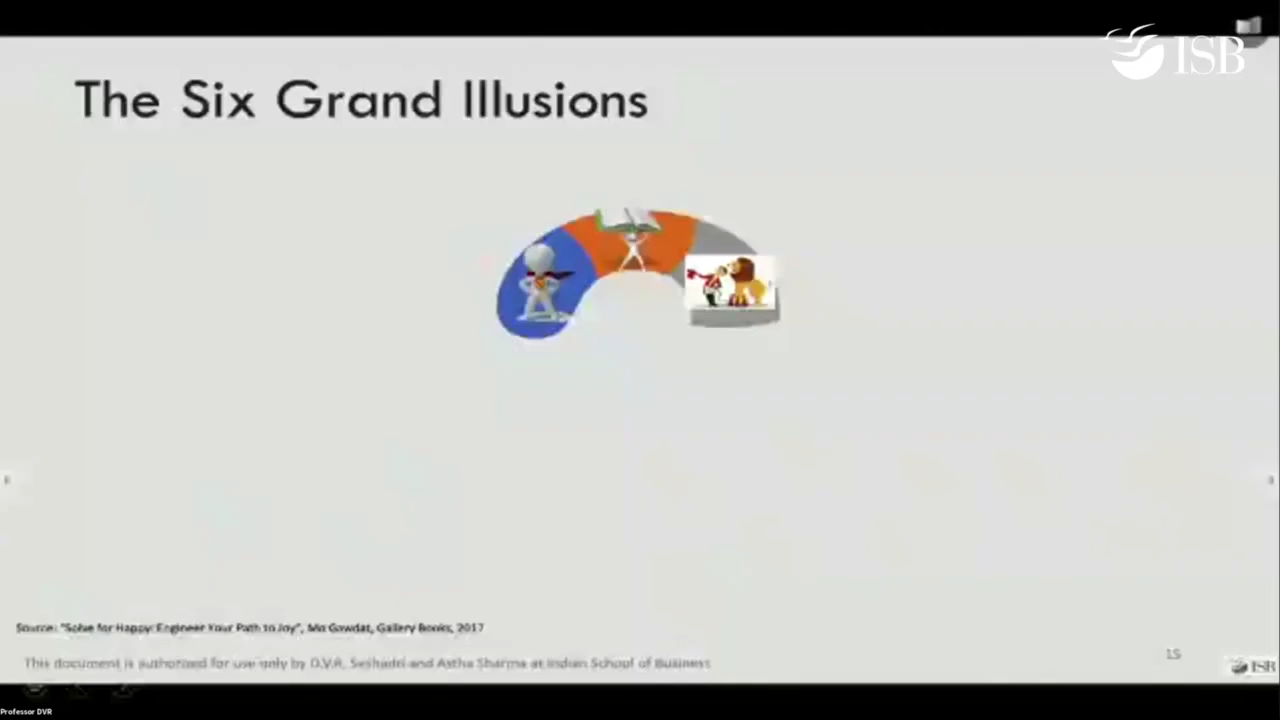 ISB
The Six Grand Illusions
Source: "Solve for Happy: Engineer Your Path to Joy", Mo Gawdat, Gallery Books, 2017
This document is authorized for use only by D.V.R. Seshadri and Astha Sharma at Indian School of Business
15
ISB
Professor DVR